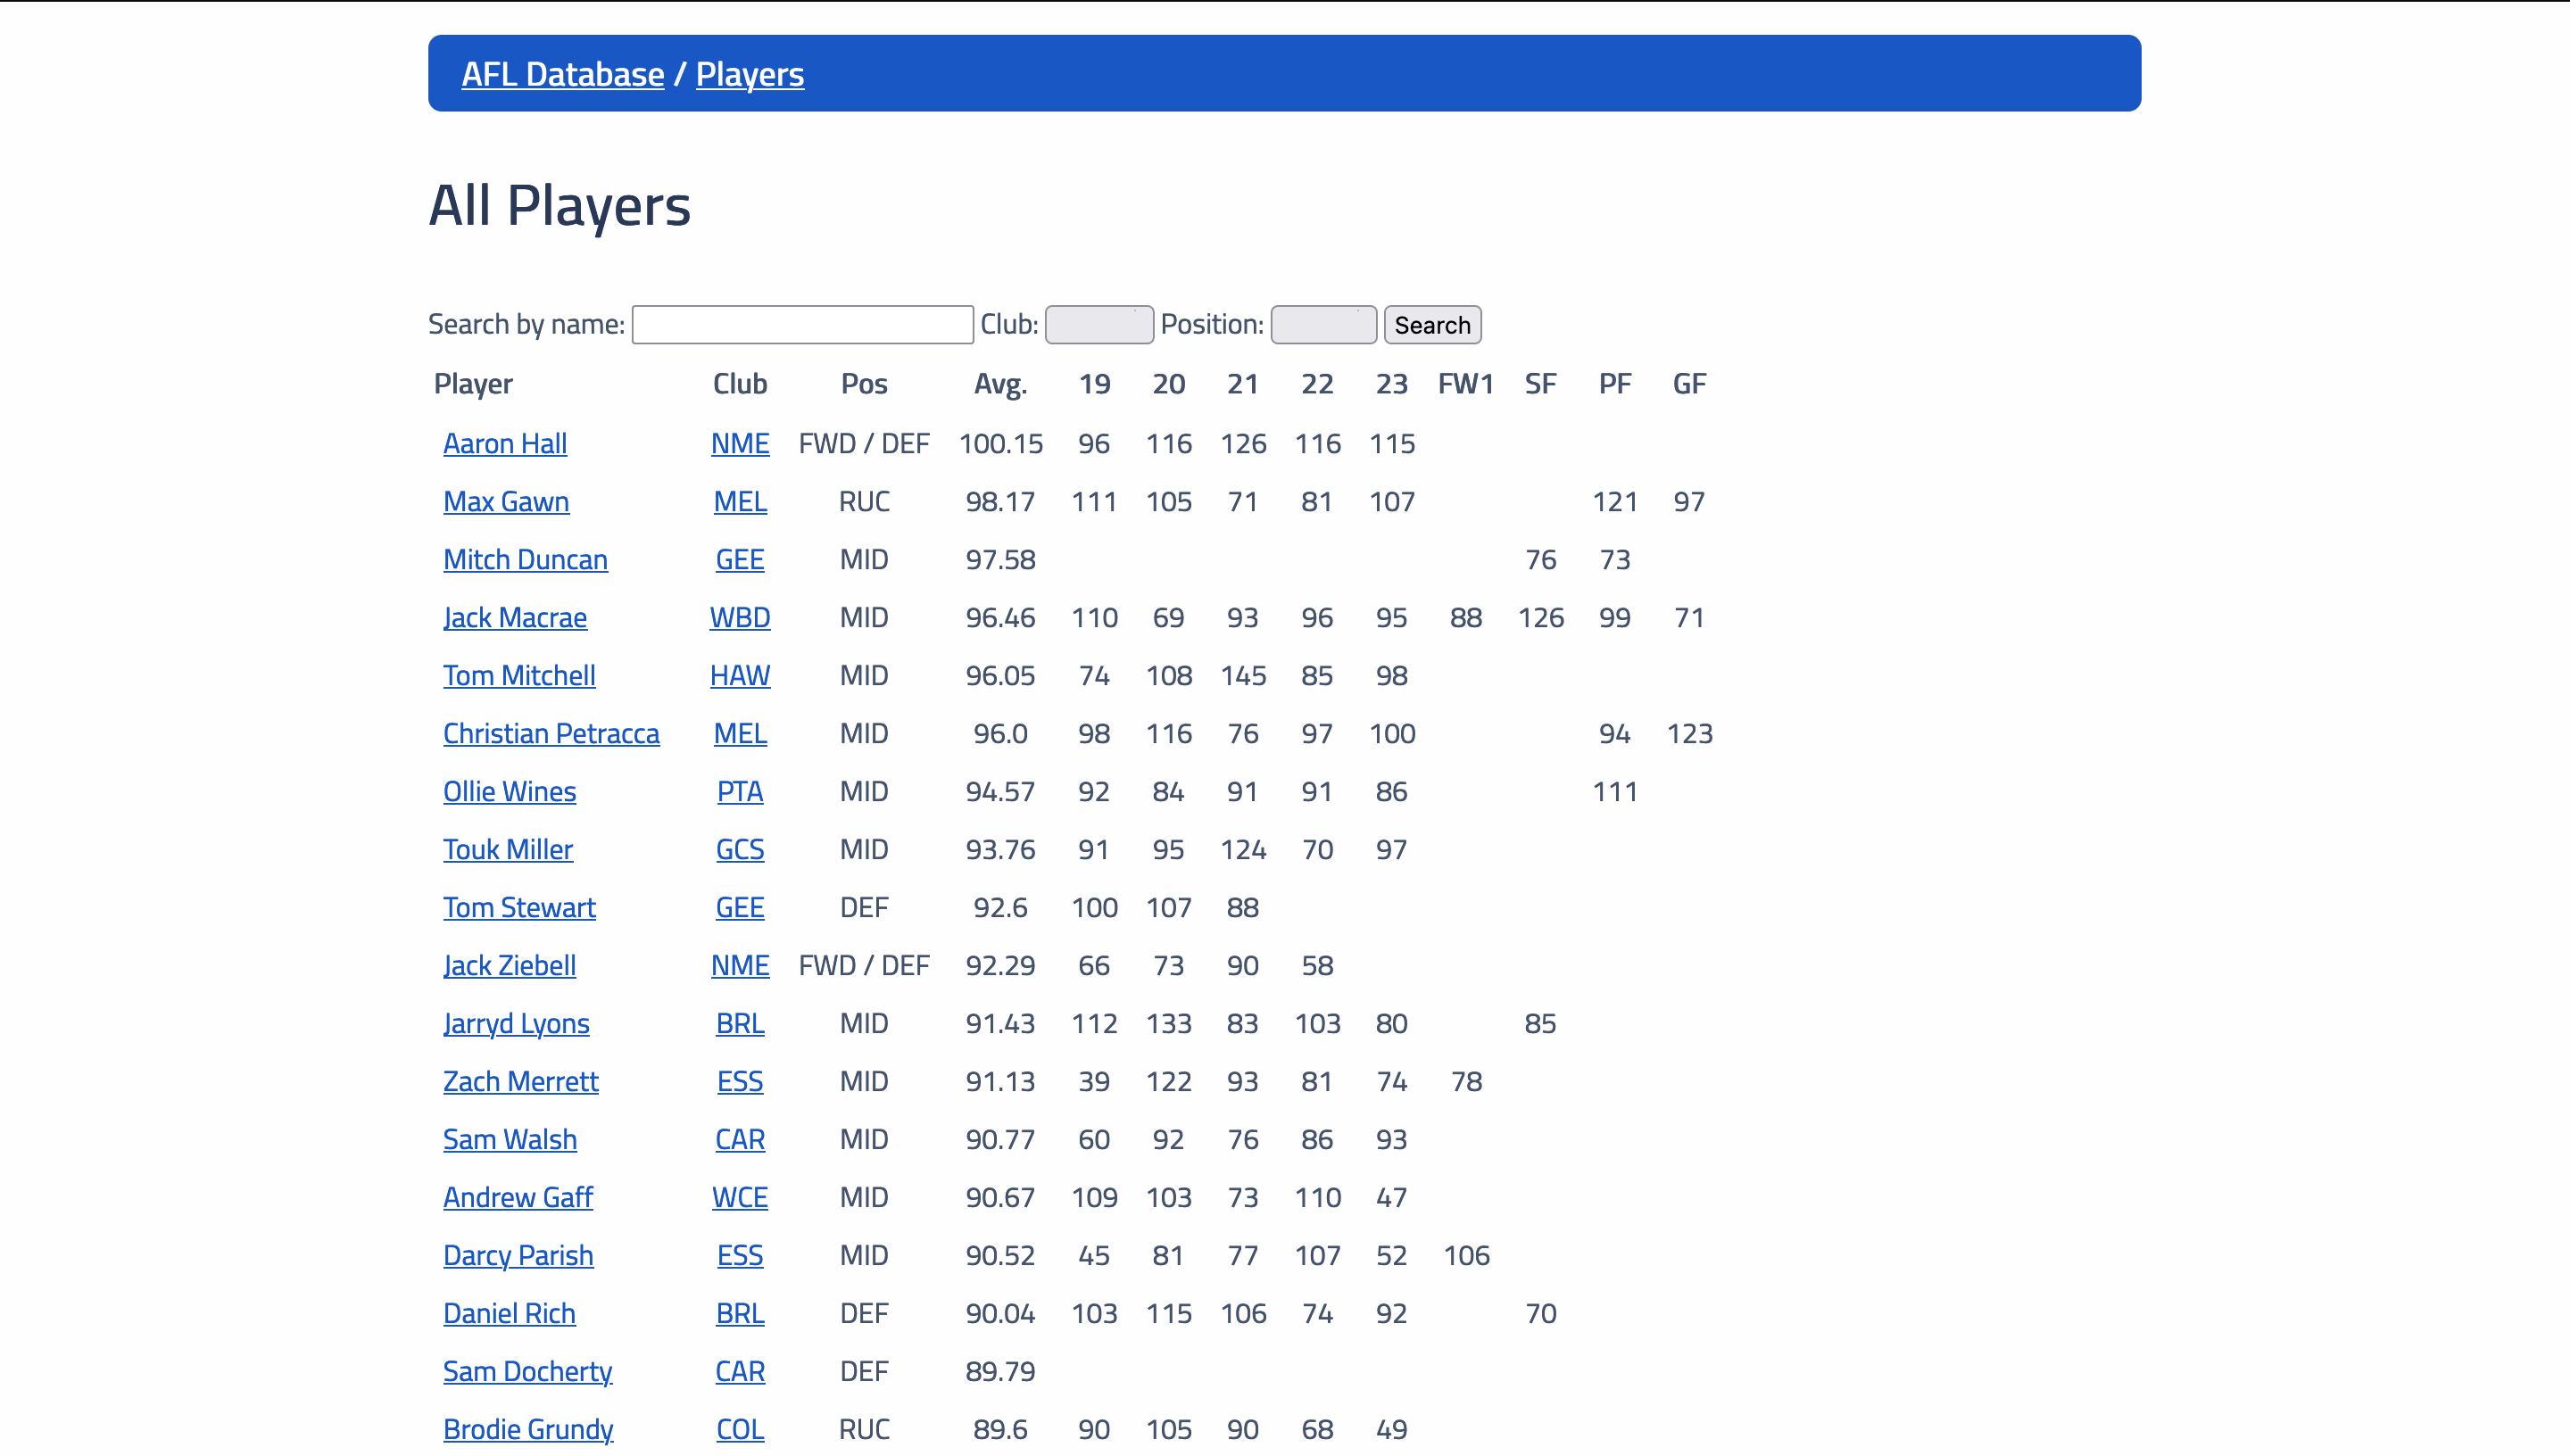 AFL Database / Players
All Players
Search by name: Club: Position: Search
Player Club Pos Avg. 19 20 21 22 23 FW1 SF PF GF
Aaron Hall NME FWD / DEF 100.15 96 116 126 116 115
Max Gawn MEL RUC 98.17 111 105 71 81 107 121 97
Mitch Duncan GEE MID 97.58 76 73
Jack Macrae WBD MID 96.46 110 69 93 96 95 88 126 99 71
Tom Mitchell HAW MID 96.05 74 108 145 85 98
Christian Petracca MEL MID 96.0 98 116 76 97 100 94 123
Ollie Wines PTA MID 94.57 92 84 91 91 86 111
Touk Miller GCS MID 93.76 91 95 124 70 97
Tom Stewart GEE DEF 92.6 100 107 88
Jack Ziebell NME FWD / DEF 92.29 66 73 90 58
Jarryd Lyons BRL MID 91.43 112 133 83 103 80 85
Zach Merrett ESS MID 91.13 39 122 93 81 74 78
Sam Walsh CAR MID 90.77 60 92 76 86 93
Andrew Gaff WCE MID 90.67 109 103 73 110 47
Darcy Parish ESS MID 90.52 45 81 77 107 52 106
Daniel Rich BRL DEF 90.04 103 115 106 74 92 70
Sam Docherty CAR DEF 89.79
Brodie Grundy COL RUC 89.6 90 105 90 68 49